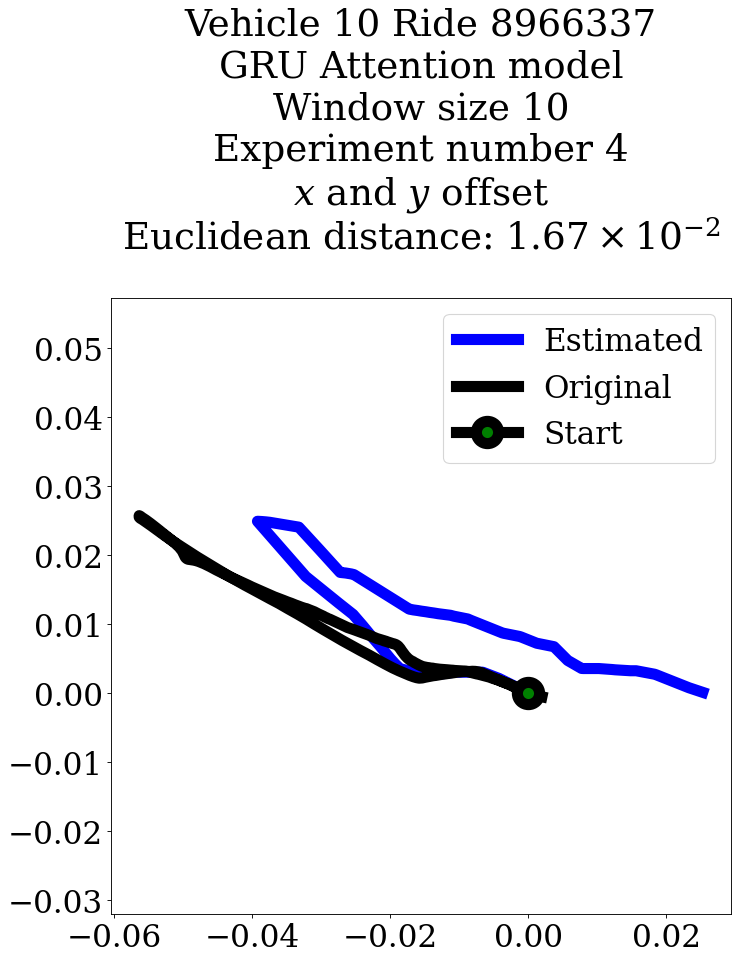 Vehicle 10 Ride 8966337
GRU Attention model
Window size 10
Experiment number 4
x and y offset
Euclidean distance: 1.67 × 10⁻²
Estimated
Original
Start
0.05
0.04
0.03
0.02
0.01
0.00
−0.01
−0.02
−0.03
−0.06 −0.04 −0.02 0.00 0.02